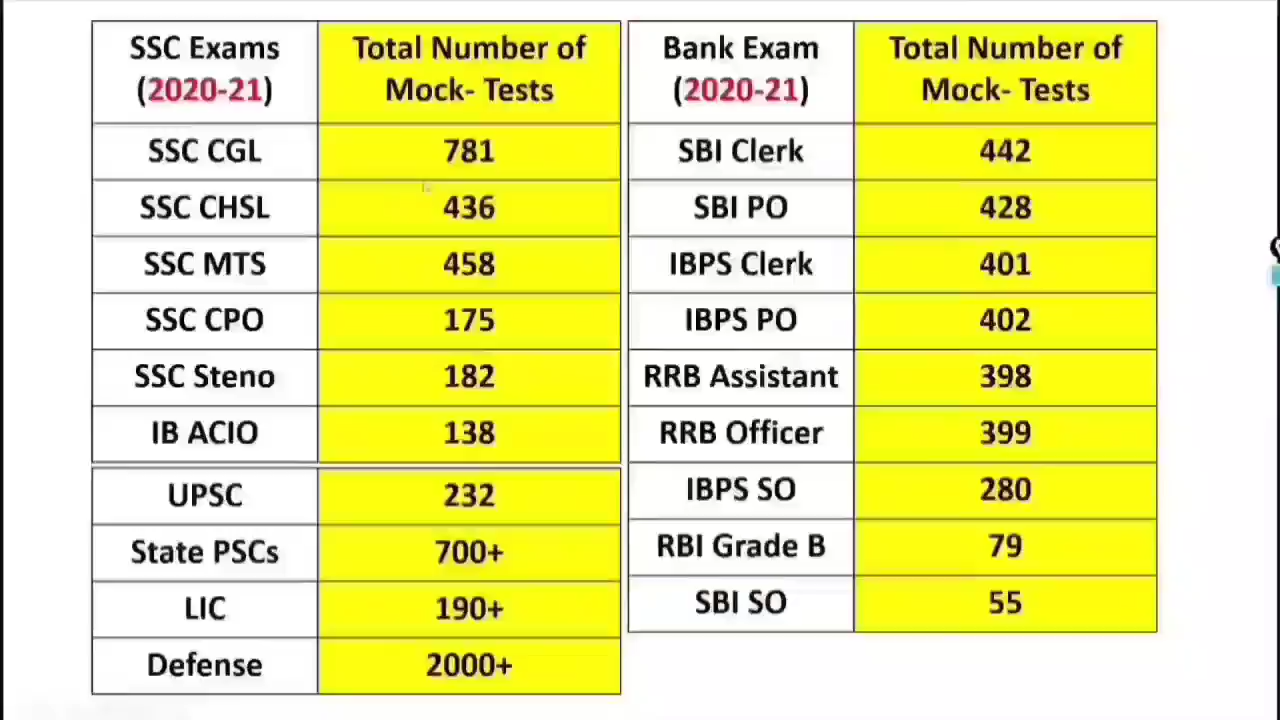 SSC Exams Total Number of
(2020-21) Mock- Tests
SSC CGL 781
SSC CHSL 436
SSC MTS 458
SSC CPO 175
SSC Steno 182
IB ACIO 138
UPSC 232
State PSCs 700+
LIC 190+
Defense 2000+
Bank Exam Total Number of
(2020-21) Mock- Tests
SBI Clerk 442
SBI PO 428
IBPS Clerk 401
IBPS PO 402
RRB Assistant 398
RRB Officer 399
IBPS SO 280
RBI Grade B 79
SBI SO 55